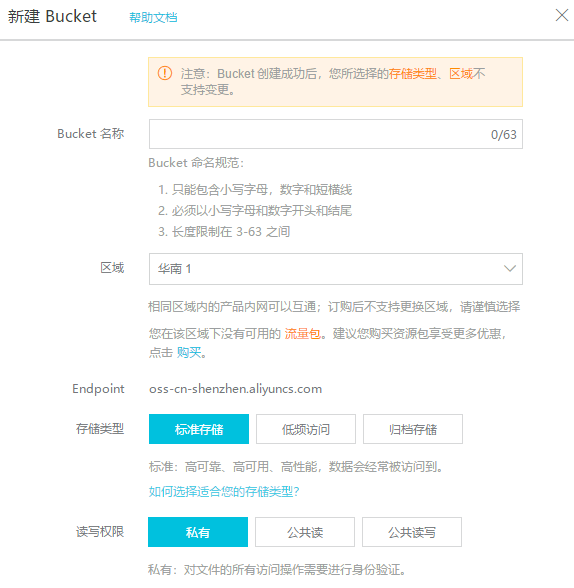 新建 Bucket 帮助文档
注意：Bucket 创建成功后，您所选择的存储类型、区域不
支持变更。
Bucket 名称
0/63
Bucket 命名规范：
1. 只能包含小写字母，数字和短横线
2. 必须以小写字母和数字开头和结尾
3. 长度限制在 3-63 之间
区域 华南 1
相同区域内的产品内网可以互通；订购后不支持更换区域，请谨慎选择
您在该区域下没有可用的 流量包。建议您购买资源包享受更多优惠，
点击 购买。
Endpoint oss-cn-shenzhen.aliyuncs.com
存储类型 标准存储 低频访问 归档存储
标准：高可靠、高可用、高性能，数据会经常被访问到。
如何选择适合您的存储类型？
读写权限 私有 公共读 公共读写
私有：对文件的所有访问操作需要进行身份验证。